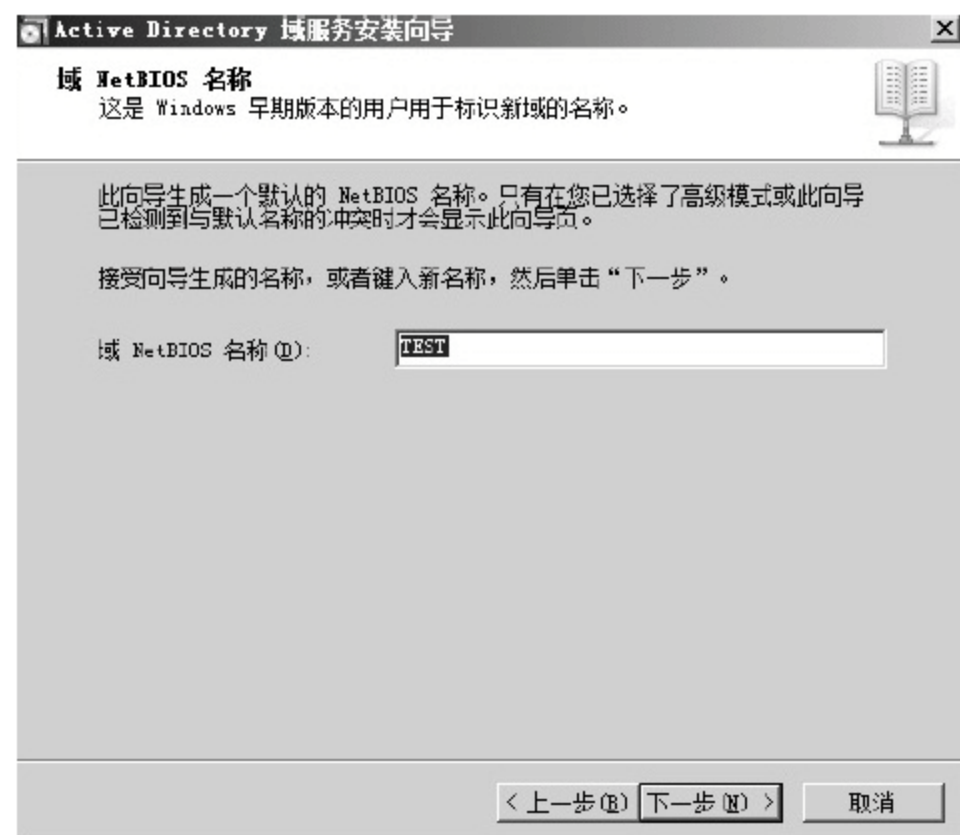 Active Directory 域服务安装向导
域 NetBIOS 名称
这是 Windows 早期版本的用户用于标识新域的名称。
此向导生成一个默认的 NetBIOS 名称。只有在您已选择了高级模式或此向导
已检测到与默认名称的冲突时才会显示此向导页。
接受向导生成的名称，或者键入新名称，然后单击“下一步”。
域 NetBIOS 名称(D): TEST
< 上一步(B) 下一步(N) > 取消